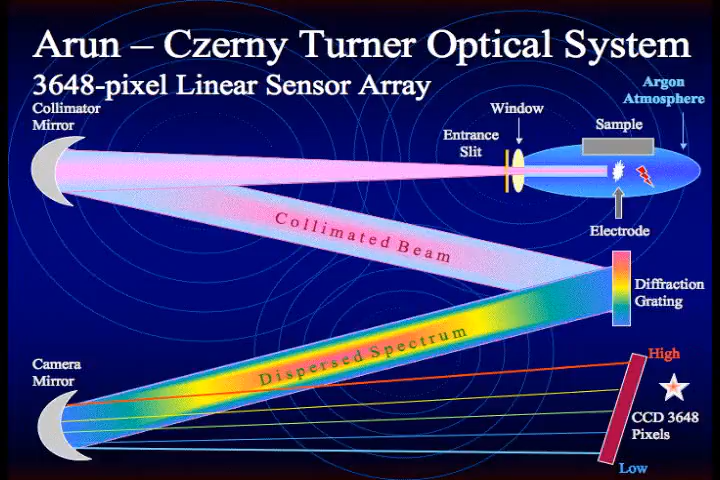 Arun – Czerny Turner Optical System
3648-pixel Linear Sensor Array
Collimator
Mirror
Argon
Atmosphere
Window
Sample
Entrance
Slit
Electrode
Collimated Beam
Diffraction
Grating
Dispersed Spectrum
Camera
Mirror
High
CCD 3648
Pixels
Low